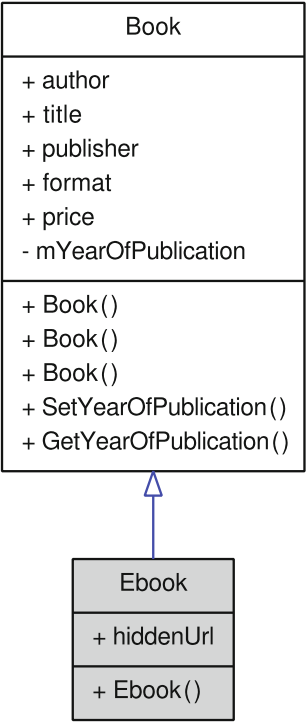 Book
+ author
+ title
+ publisher
+ format
+ price
- mYearOfPublication
+ Book()
+ Book()
+ Book()
+ SetYearOfPublication()
+ GetYearOfPublication()
Ebook
+ hiddenUrl
+ Ebook()